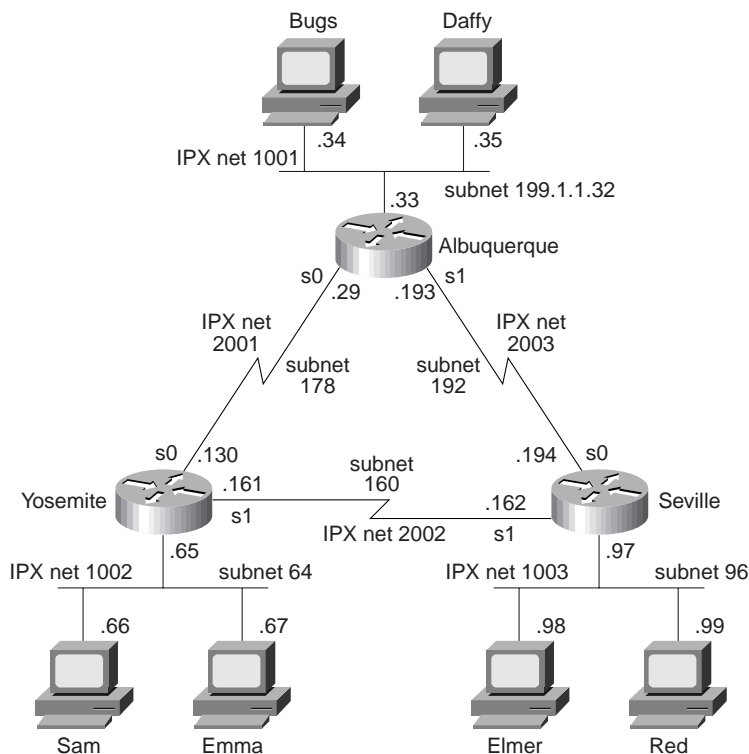 Bugs Daffy
.34 .35
IPX net 1001
subnet 199.1.1.32
.33
Albuquerque
s0 s1
.29 .193
IPX net
2001
IPX net
2003
subnet
178
subnet
192
s0 .130
.194 s0
Yosemite
.161
s1
subnet
160
IPX net 2002
.162
s1
Seville
.65
.97
IPX net 1002 subnet 64
IPX net 1003 subnet 96
.66 .67
.98 .99
Sam Emma Elmer Red